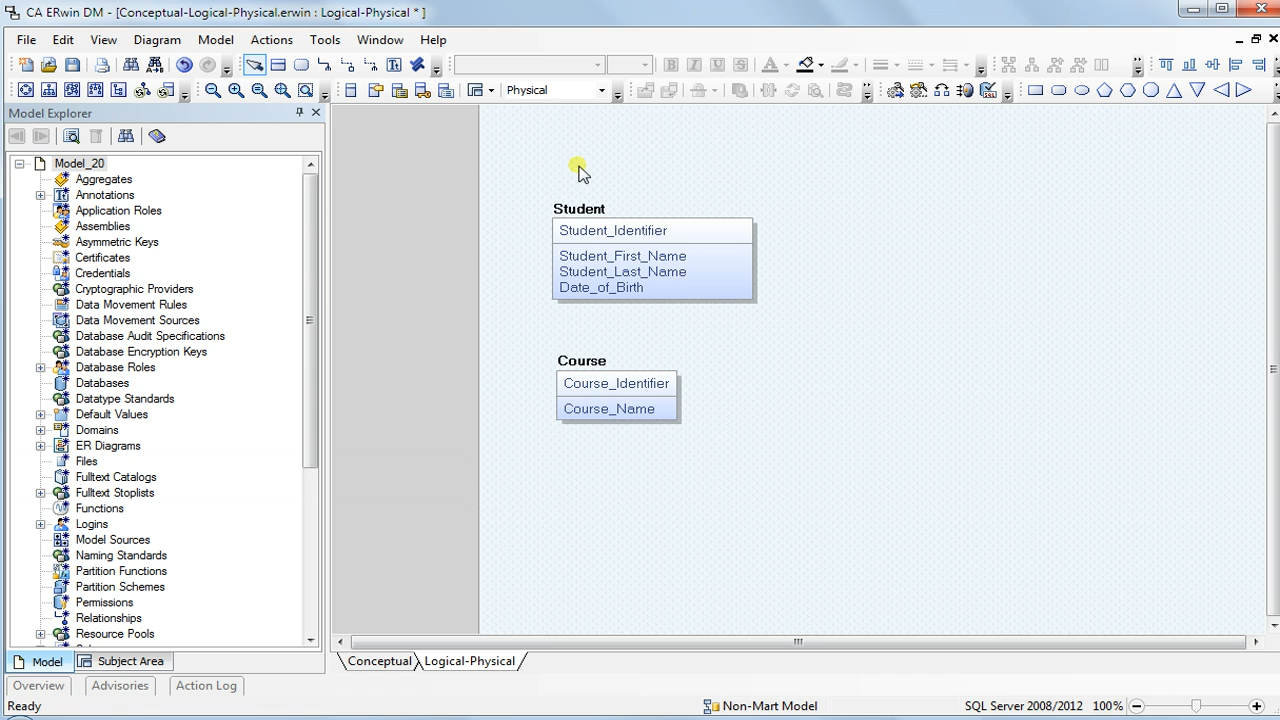 CA ERwin DM - [Conceptual-Logical-Physical.erwin : Logical-Physical * ]
File Edit View Diagram Model Actions Tools Window Help
Physical
Model Explorer
Model_20
Aggregates
Annotations
Application Roles
Assemblies
Asymmetric Keys
Certificates
Credentials
Cryptographic Providers
Data Movement Rules
Data Movement Sources
Database Audit Specifications
Database Encryption Keys
Database Roles
Databases
Datatype Standards
Default Values
Domains
ER Diagrams
Files
Fulltext Catalogs
Fulltext Stoplists
Functions
Logins
Model Sources
Naming Standards
Partition Functions
Partition Schemes
Permissions
Relationships
Resource Pools
Model Subject Area
Student
Student_Identifier
Student_First_Name
Student_Last_Name
Date_of_Birth
Course
Course_Identifier
Course_Name
Conceptual Logical-Physical
Overview Advisories Action Log
Ready Non-Mart Model SQL Server 2008/2012 100%